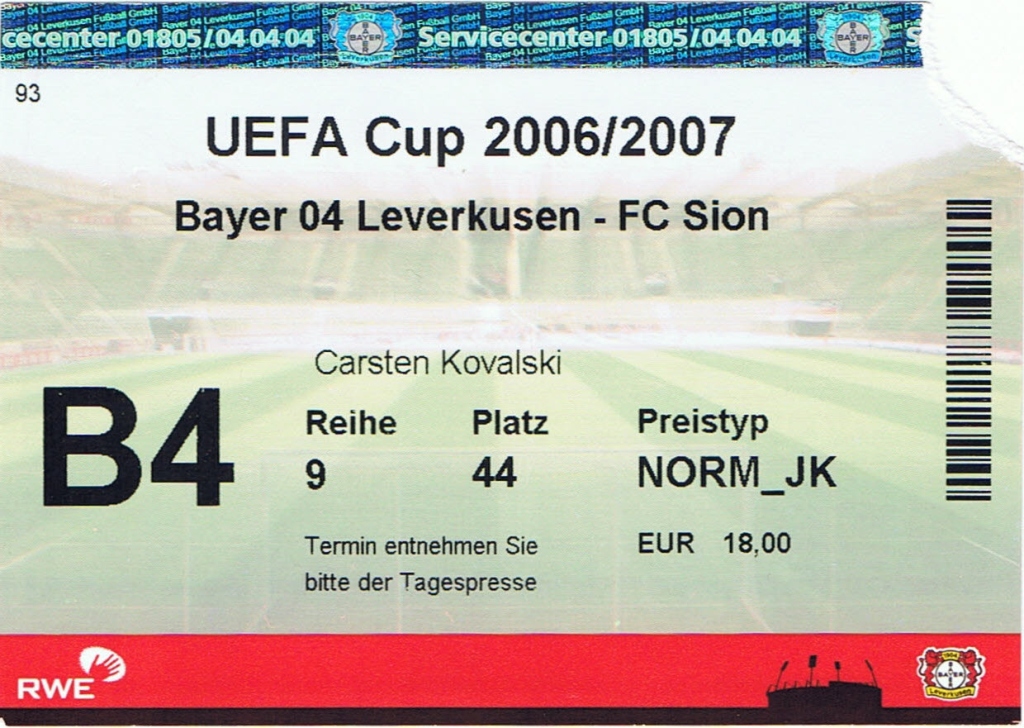 cecenter 01805/04 04 04 Servicecenter 01805/04 04 04 S
93
UEFA Cup 2006/2007
Bayer 04 Leverkusen - FC Sion
Carsten Kovalski
B4
Reihe Platz Preistyp
9 44 NORM_JK
Termin entnehmen Sie EUR 18,00
bitte der Tagespresse
RWE
BAYER
Leverkusen